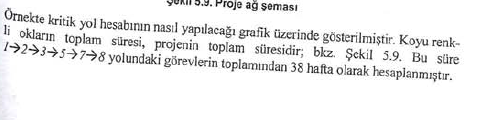 Şekil 5.9. Proje ağ şeması
Örnekte kritik yol hesabının nasıl yapılacağı grafik üzerinde gösterilmiştir. Koyu renk-
li okların toplam süresi, projenin toplam süresidir; bkz. Şekil 5.9. Bu süre
1→2→3→5→7→8 yolundaki görevlerin toplamından 38 hafta olarak hesaplanmıştır.